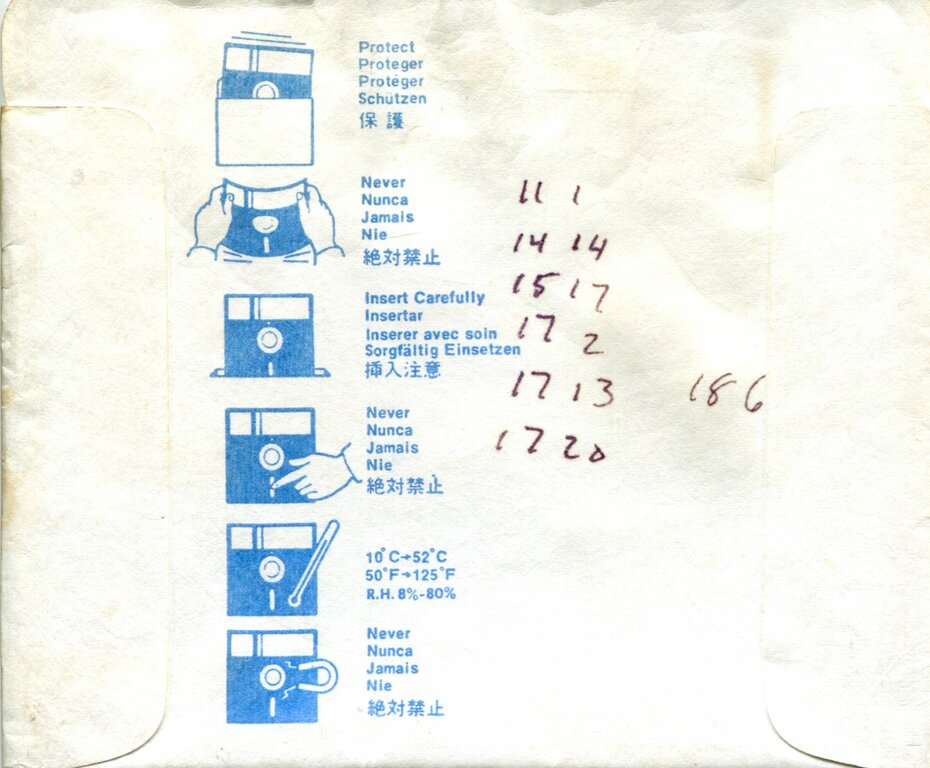 Protect
Proteger
Protéger
Schützen
保護
Never
Nunca
Jamais
Nie
絶対禁止
11 1
14 14
Insert Carefully
Insertar
Inserer avec soin
Sorgfältig Einsetzen
挿入注意
15 17
17 2
17 13 18 6
17 20
Never
Nunca
Jamais
Nie
絶対禁止
10°C→52°C
50°F→125°F
R.H. 8%-80%
Never
Nunca
Jamais
Nie
絶対禁止